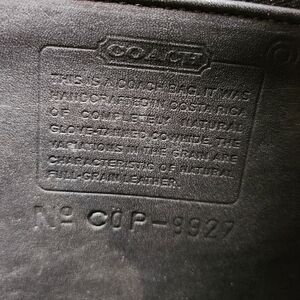 COACH
THIS IS A COACH BAG. IT WAS
HANDCRAFTED IN COSTA RICA
OF COMPLETELY NATURAL
GLOVE-TANNED COWHIDE. THE
VARIATIONS IN THE GRAIN ARE
CHARACTERISTIC OF NATURAL
FULL-GRAIN LEATHER.
Nº C0P-9927